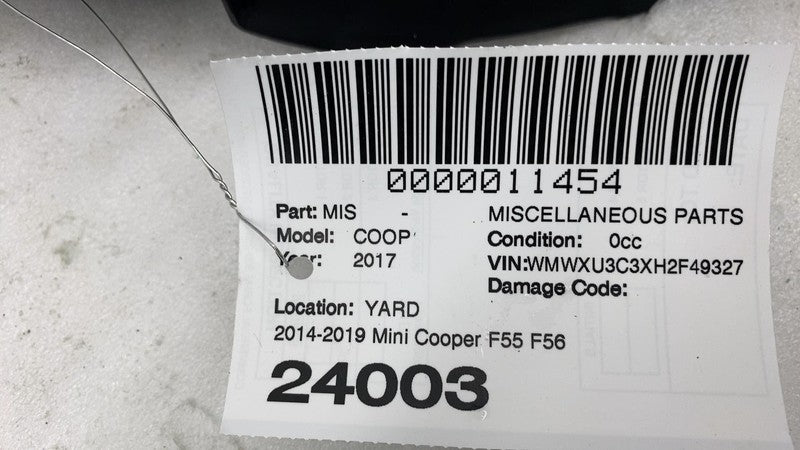 0000011454
Part: MIS - MISCELLANEOUS PARTS
Model: COOP Condition: 0cc
Year: 2017 VIN:WMWXU3C3XH2F49327
Damage Code:
Location: YARD
2014-2019 Mini Cooper F55 F56
24003